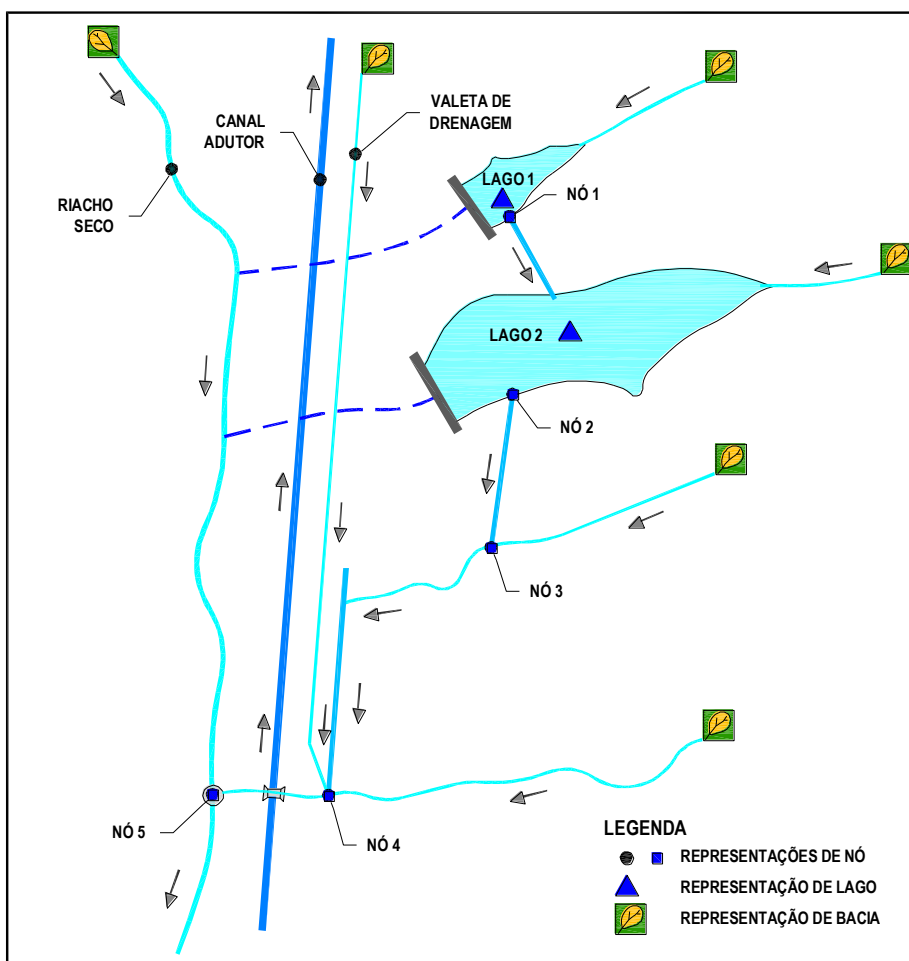 VALETA DE
DRENAGEM
CANAL
ADUTOR
LAGO 1
NÓ 1
RIACHO
SECO
LAGO 2
NÓ 2
NÓ 3
NÓ 5
NÓ 4
LEGENDA
REPRESENTAÇÕES DE NÓ
REPRESENTAÇÃO DE LAGO
REPRESENTAÇÃO DE BACIA